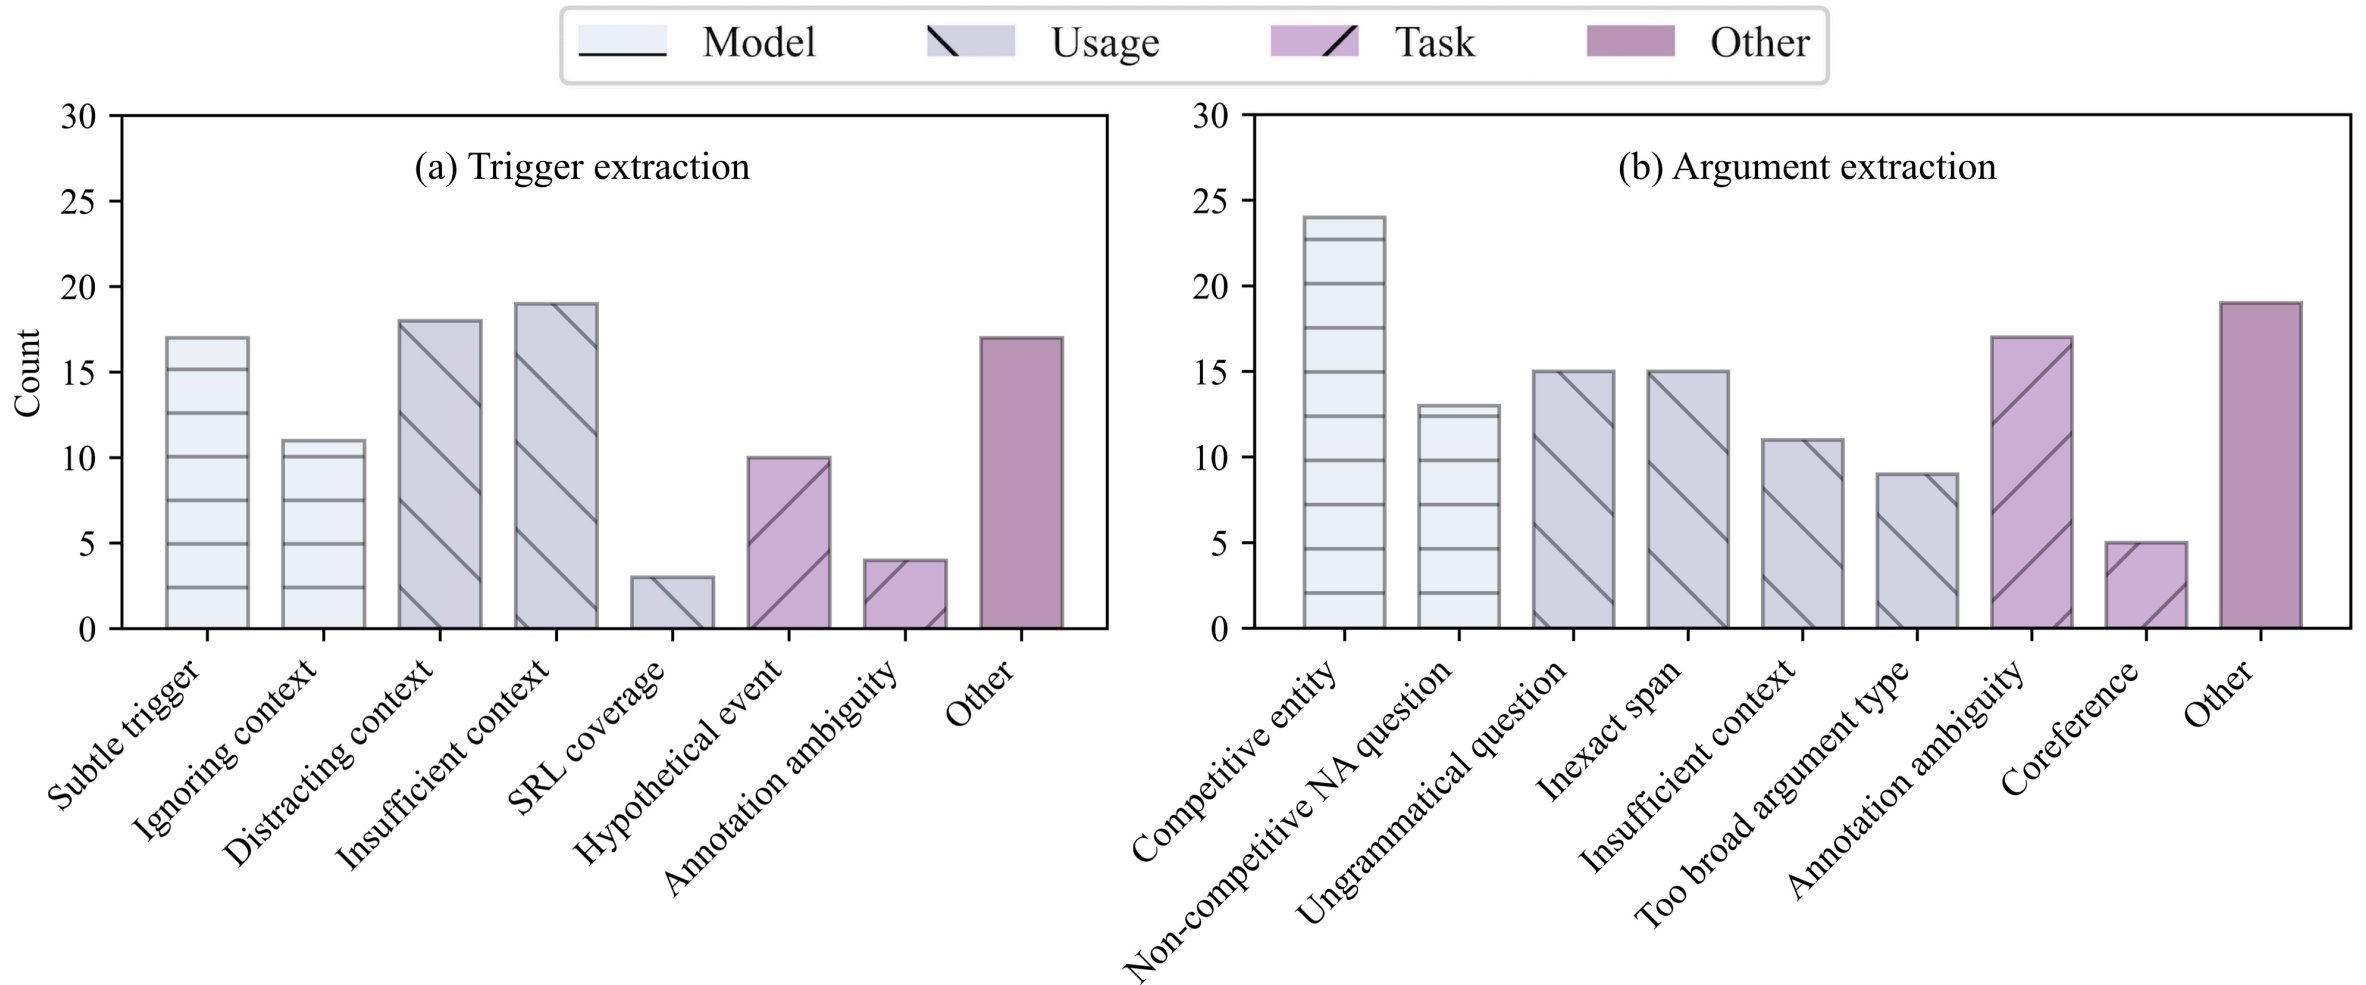 Model Usage Task Other
(a) Trigger extraction
Count
30
25
20
15
10
5
0
Subtle trigger
Ignoring context
Distracting context
Insufficient context
SRL coverage
Hypothetical event
Annotation ambiguity
Other
(b) Argument extraction
30
25
20
15
10
5
0
Competitive entity
Non-competitive NA question
Ungrammatical question
Inexact span
Insufficient context
Too broad argument type
Annotation ambiguity
Coreference
Other